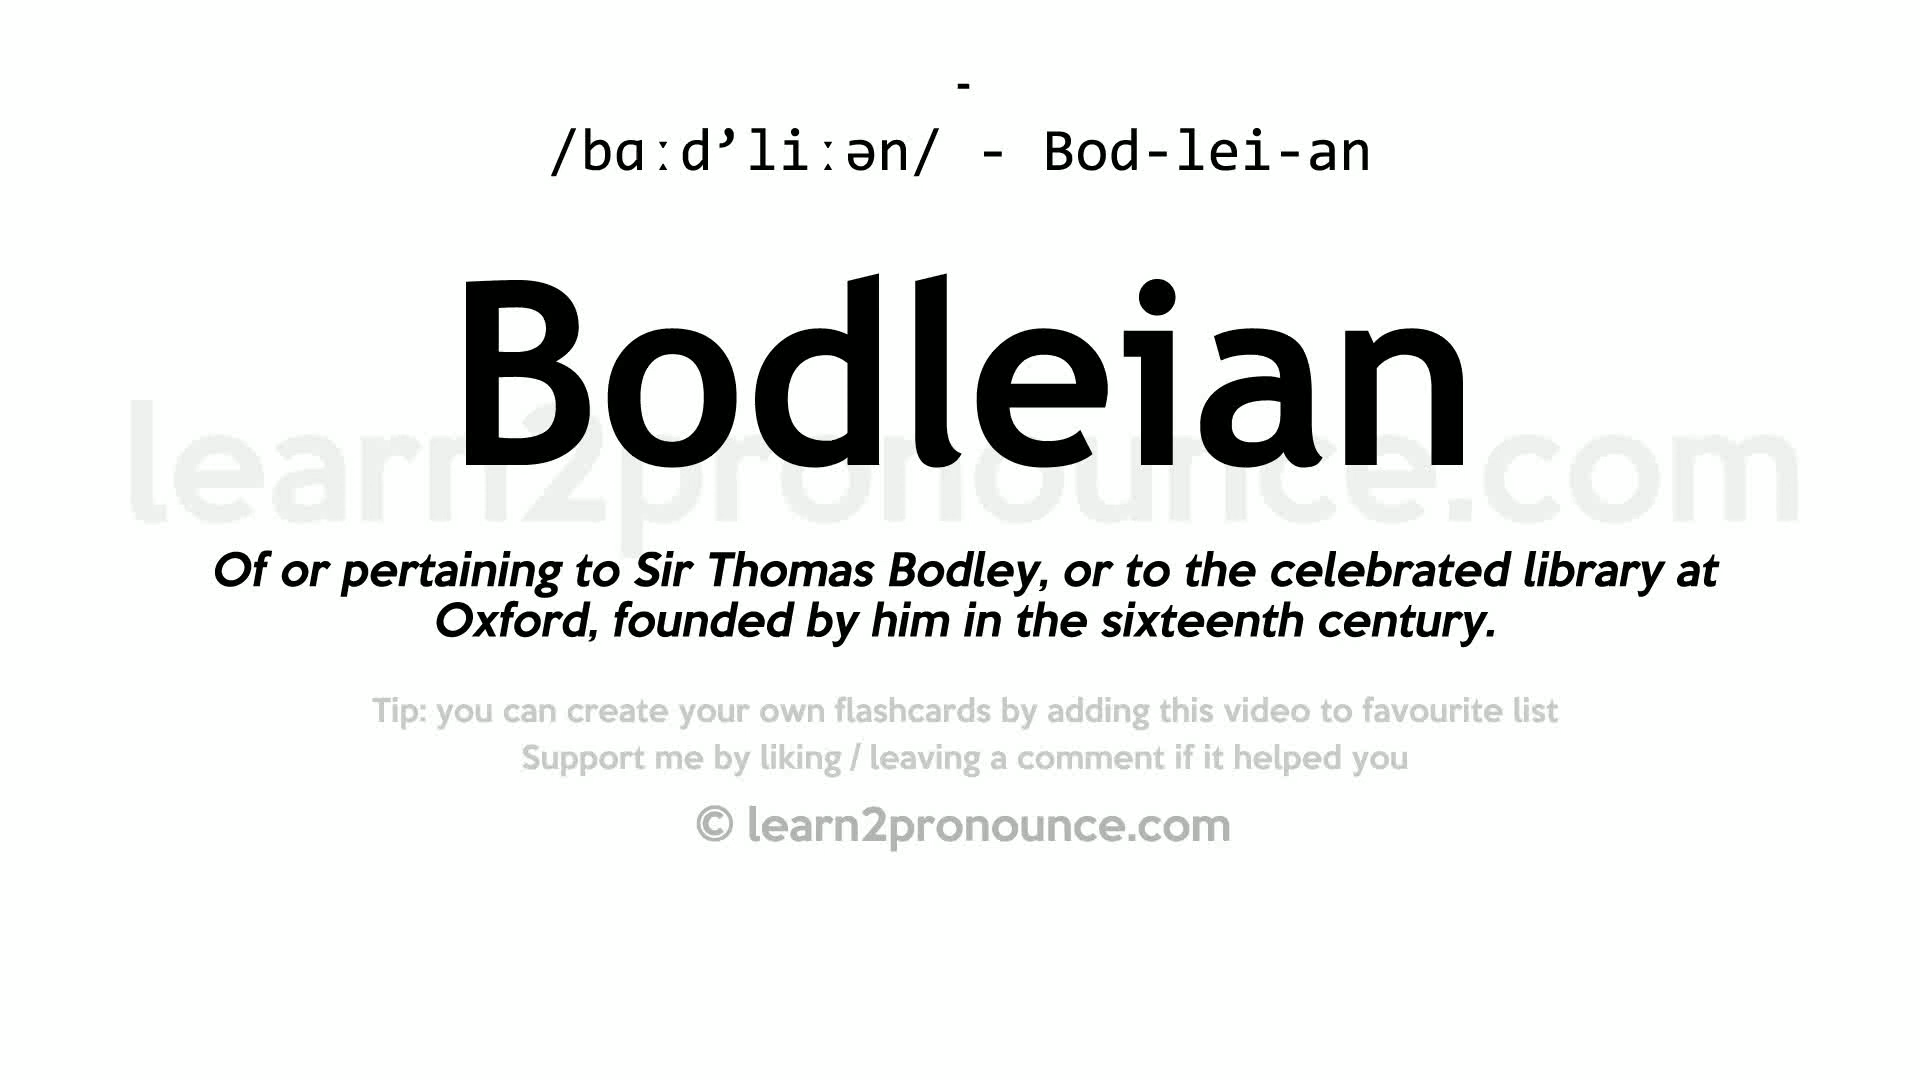 -
/bɑːd’liːən/ - Bod-lei-an
Bodleian
learn2pronounce.com
Of or pertaining to Sir Thomas Bodley, or to the celebrated library at
Oxford, founded by him in the sixteenth century.
Tip: you can create your own flashcards by adding this video to favourite list
Support me by liking / leaving a comment if it helped you
© learn2pronounce.com